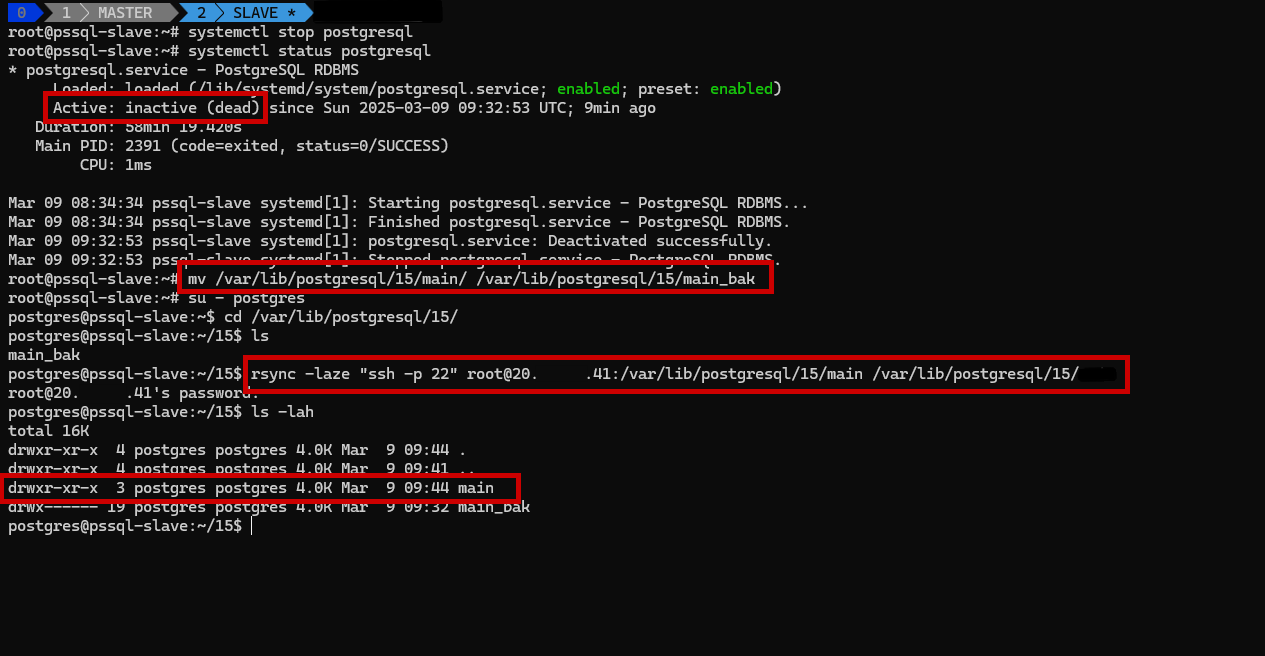 0 1 MASTER 2 SLAVE *
root@pssql-slave:~# systemctl stop postgresql
root@pssql-slave:~# systemctl status postgresql
* postgresql.service - PostgreSQL RDBMS
Loaded: loaded (/lib/systemd/system/postgresql.service; enabled; preset: enabled)
Active: inactive (dead) since Sun 2025-03-09 09:32:53 UTC; 9min ago
Duration: 58min 19.420s
Main PID: 2391 (code=exited, status=0/SUCCESS)
CPU: 1ms
Mar 09 08:34:34 pssql-slave systemd[1]: Starting postgresql.service - PostgreSQL RDBMS...
Mar 09 08:34:34 pssql-slave systemd[1]: Finished postgresql.service - PostgreSQL RDBMS.
Mar 09 09:32:53 pssql-slave systemd[1]: postgresql.service: Deactivated successfully.
Mar 09 09:32:53 pssql-slave systemd[1]: Stopped postgresql.service - PostgreSQL RDBMS.
root@pssql-slave:~# mv /var/lib/postgresql/15/main/ /var/lib/postgresql/15/main_bak
root@pssql-slave:~# su - postgres
postgres@pssql-slave:~$ cd /var/lib/postgresql/15/
postgres@pssql-slave:~/15$ ls
main_bak
postgres@pssql-slave:~/15$ rsync -laze "ssh -p 22" root@20. .41:/var/lib/postgresql/15/main /var/lib/postgresql/15/
root@20. .41's password:
postgres@pssql-slave:~/15$ ls -lah
total 16K
drwxr-xr-x 4 postgres postgres 4.0K Mar 9 09:44 .
drwxr-xr-x 4 postgres postgres 4.0K Mar 9 09:41 ..
drwxr-xr-x 3 postgres postgres 4.0K Mar 9 09:44 main
drwx------ 19 postgres postgres 4.0K Mar 9 09:32 main_bak
postgres@pssql-slave:~/15$